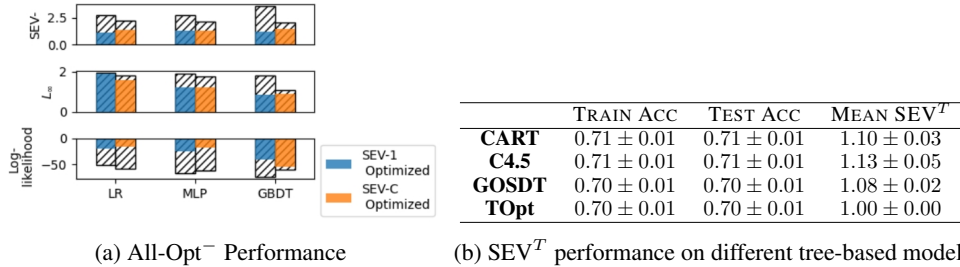 SEV-
2.5
0.0
L∞
2
0
Log-
likelihood
0
−50
LR
MLP
GBDT
SEV-1
Optimized
SEV-C
Optimized
(a) All-Opt⁻ Performance
TRAIN ACC TEST ACC MEAN SEVᵀ
CART 0.71 ± 0.01 0.71 ± 0.01 1.10 ± 0.03
C4.5 0.71 ± 0.01 0.71 ± 0.01 1.13 ± 0.05
GOSDT 0.70 ± 0.01 0.70 ± 0.01 1.08 ± 0.02
TOpt 0.70 ± 0.01 0.70 ± 0.01 1.00 ± 0.00
(b) SEVᵀ performance on different tree-based model